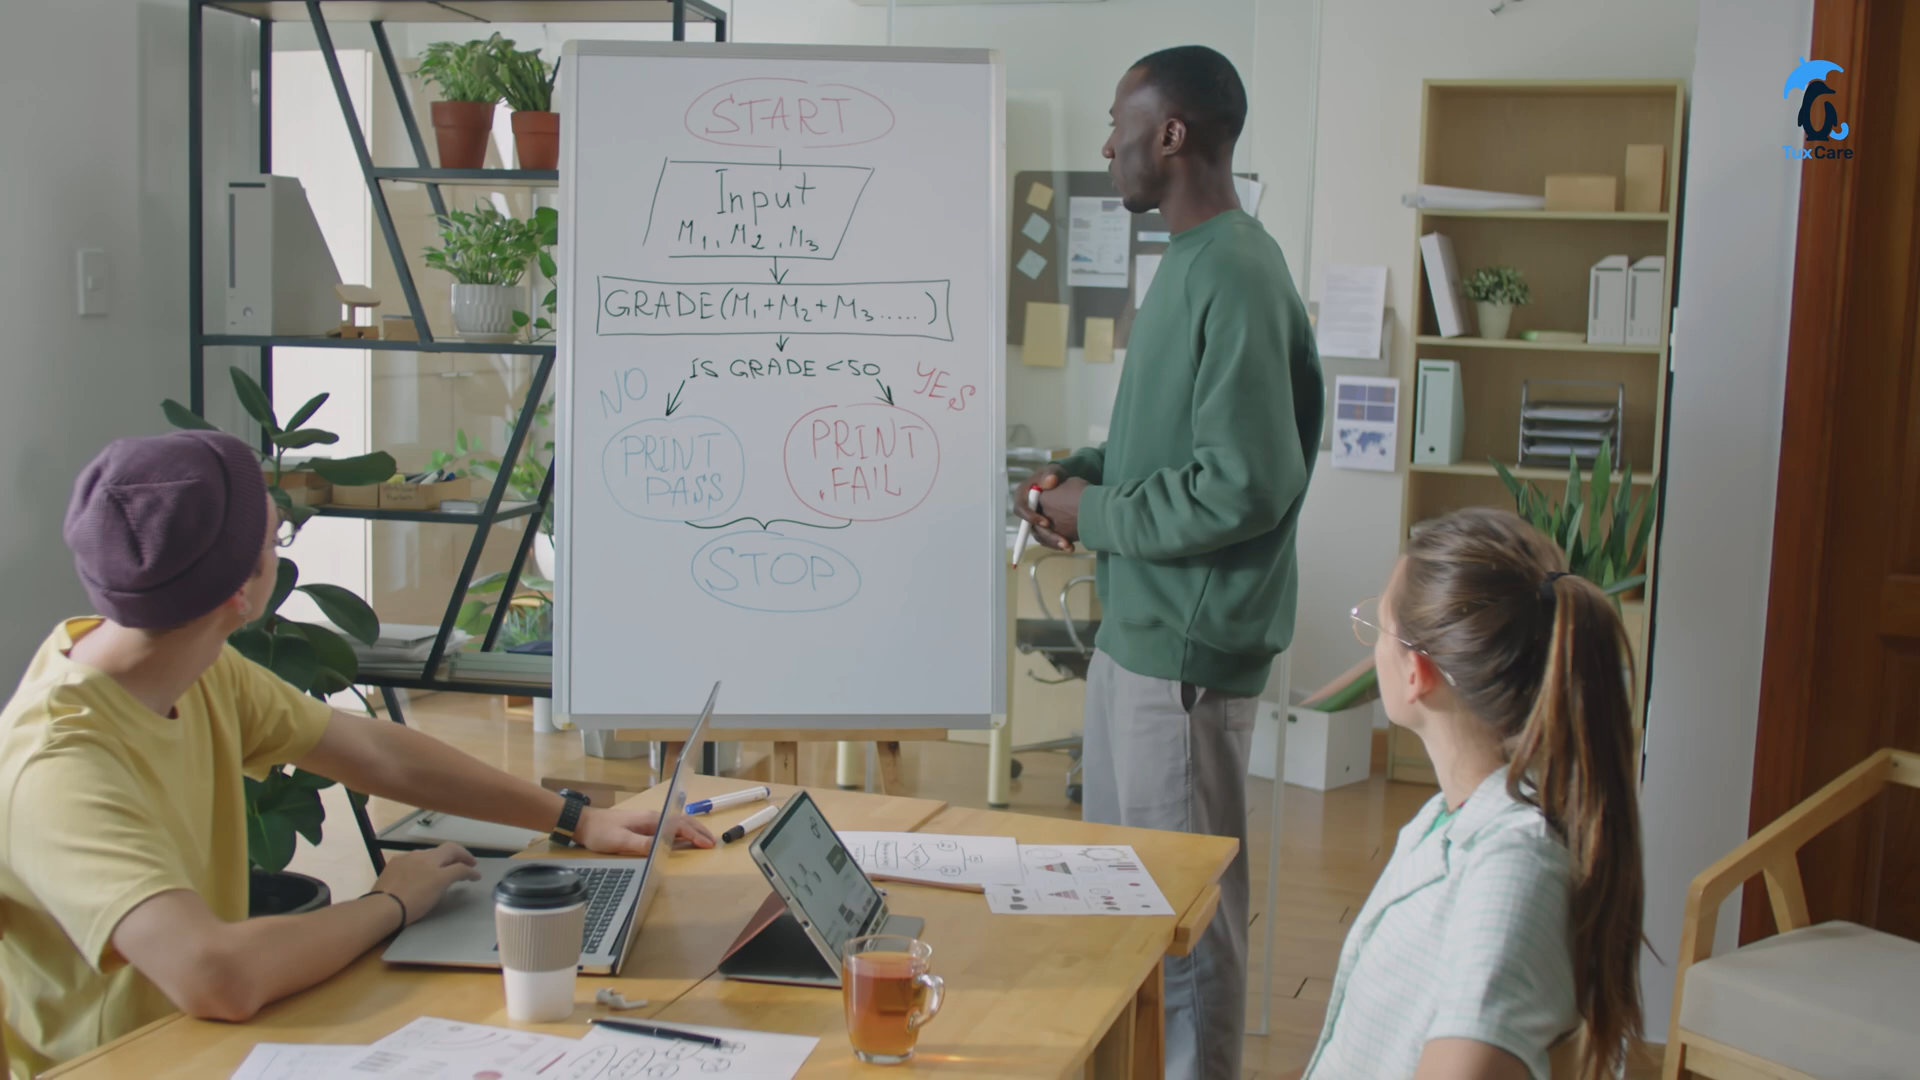 START
Input
M₁, M₂, M₃
GRADE(M₁+M₂+M₃.....)
IS GRADE <50
NO
YES
PRINT
PASS
PRINT
FAIL
STOP
TuxCare